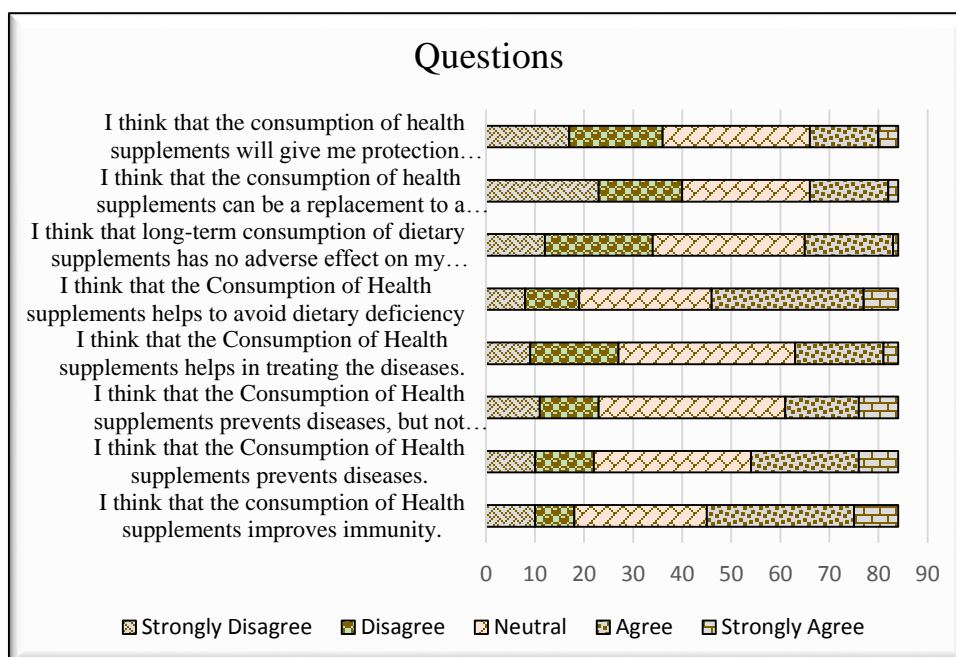 Questions
I think that the consumption of health
supplements will give me protection…
I think that the consumption of health
supplements can be a replacement to a…
I think that long-term consumption of dietary
supplements has no adverse effect on my…
I think that the Consumption of Health
supplements helps to avoid dietary deficiency
I think that the Consumption of Health
supplements helps in treating the diseases.
I think that the Consumption of Health
supplements prevents diseases, but not…
I think that the Consumption of Health
supplements prevents diseases.
I think that the consumption of Health
supplements improves immunity.
0 10 20 30 40 50 60 70 80 90
Strongly Disagree Disagree Neutral Agree Strongly Agree